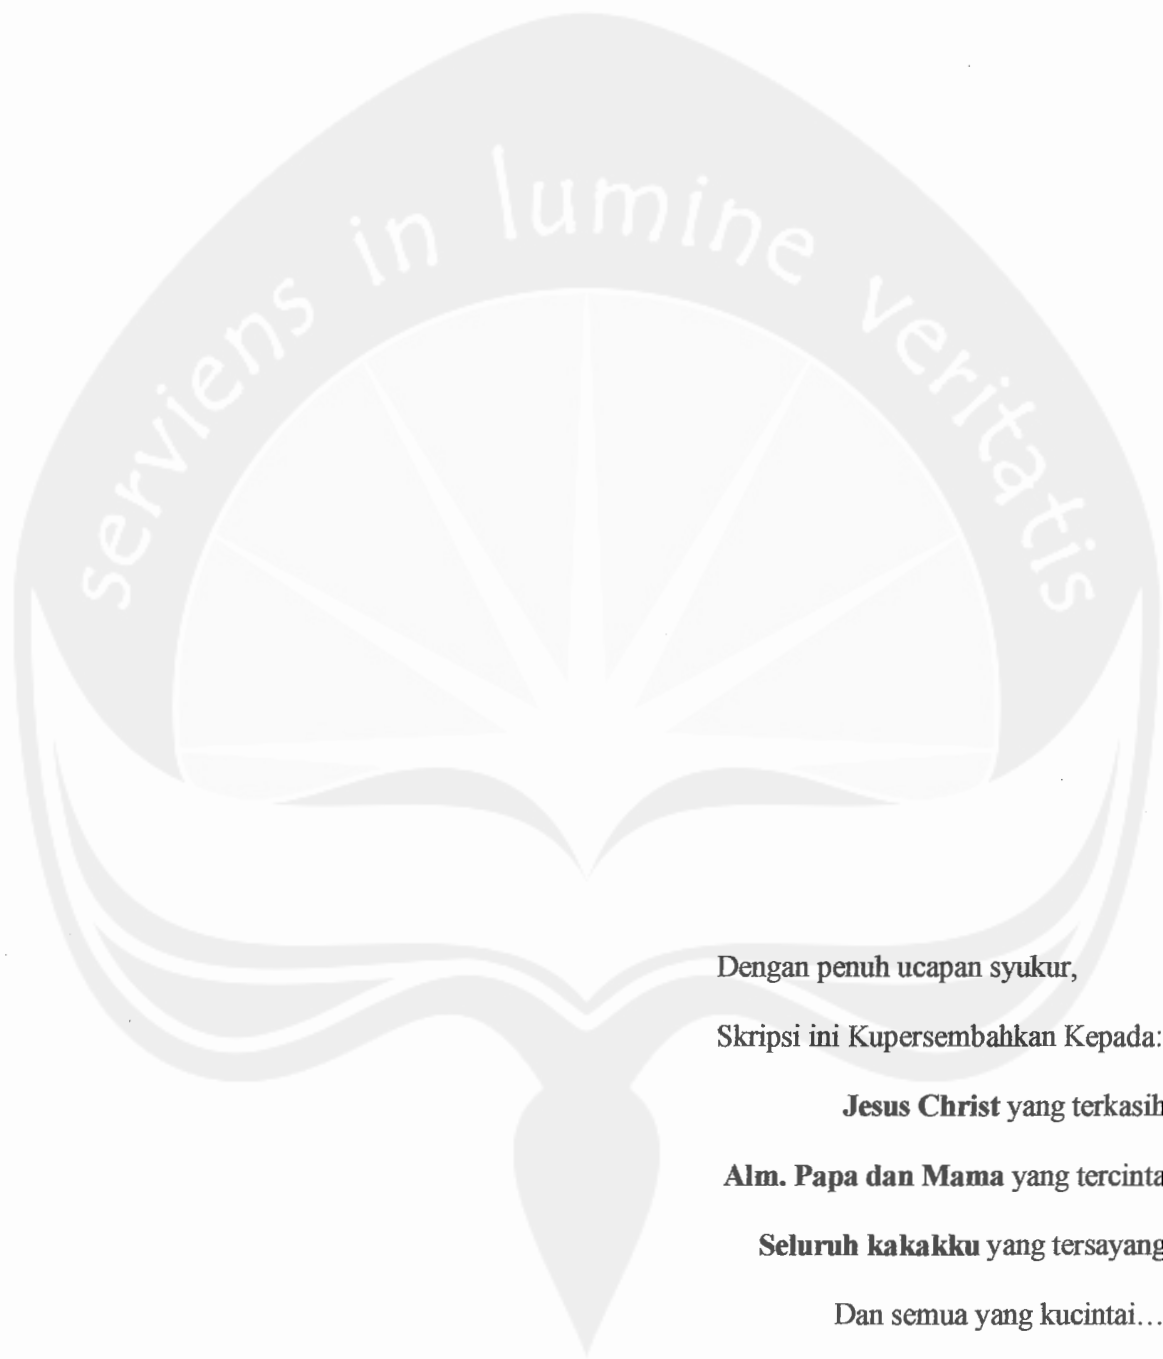 serviens in lumine veritatis
Dengan penuh ucapan syukur,
Skripsi ini Kupersembahkan Kepada:
Jesus Christ yang terkasih
Alm. Papa dan Mama yang tercinta
Seluruh kakakku yang tersayang
Dan semua yang kucintai…